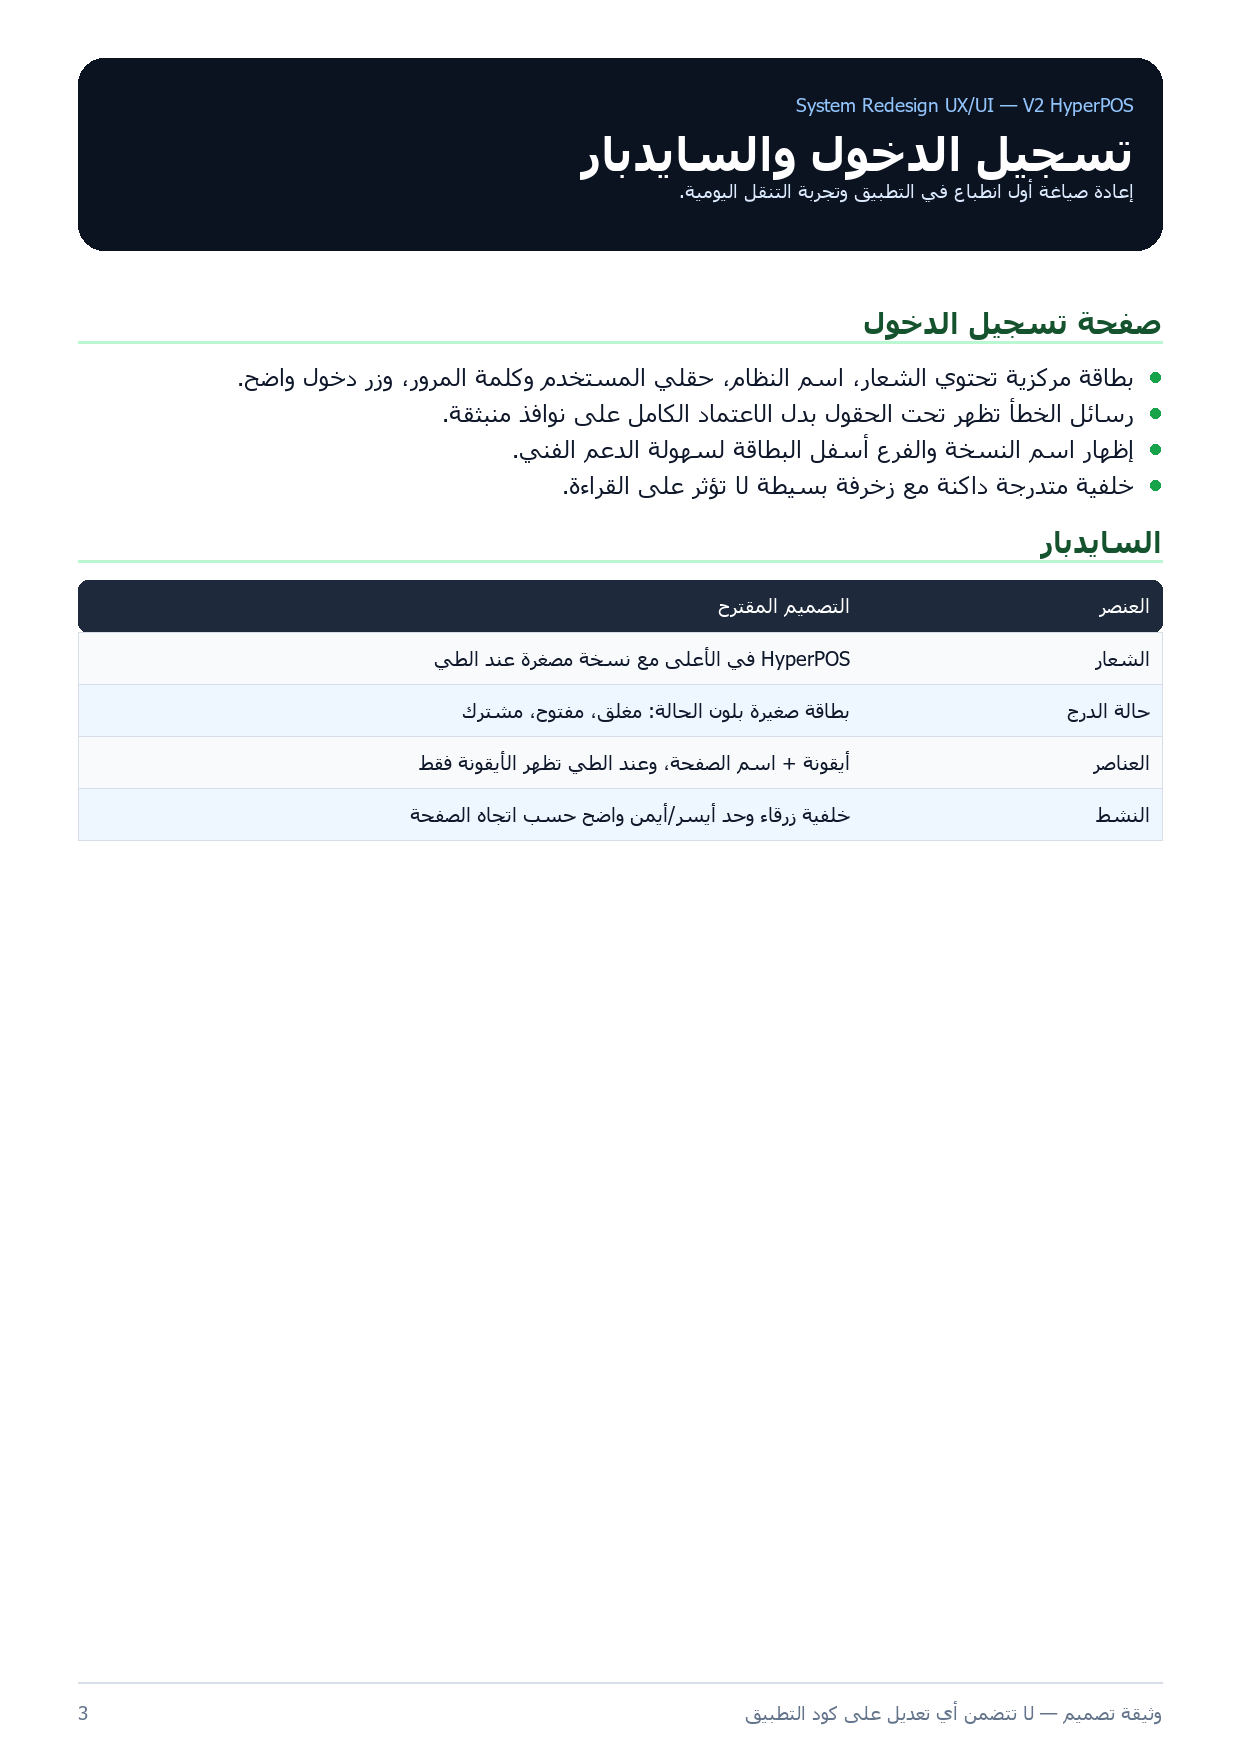 System Redesign UX/UI — V2 HyperPOS
تسجيل الدخول والسايدبار
إعادة صياغة أول انطباع في التطبيق وتجربة التنقل اليومية.
صفحة تسجيل الدخول
بطاقة مركزية تحتوي الشعار، اسم النظام، حقلي المستخدم وكلمة المرور، وزر دخول واضح.
رسائل الخطأ تظهر تحت الحقول بدل الاعتماد الكامل على نوافذ منبثقة.
إظهار اسم النسخة والفرع أسفل البطاقة لسهولة الدعم الفني.
خلفية متدرجة داكنة مع زخرفة بسيطة لا تؤثر على القراءة.
السايدبار
العنصر التصميم المقترح
الشعار HyperPOS في الأعلى مع نسخة مصغرة عند الطي
حالة الدرج بطاقة صغيرة بلون الحالة: مغلق، مفتوح، مشترك
العناصر أيقونة + اسم الصفحة، وعند الطي تظهر الأيقونة فقط
النشط خلفية زرقاء وحد أيسر/أيمن واضح حسب اتجاه الصفحة
وثيقة تصميم — لا تتضمن أي تعديل على كود التطبيق
3